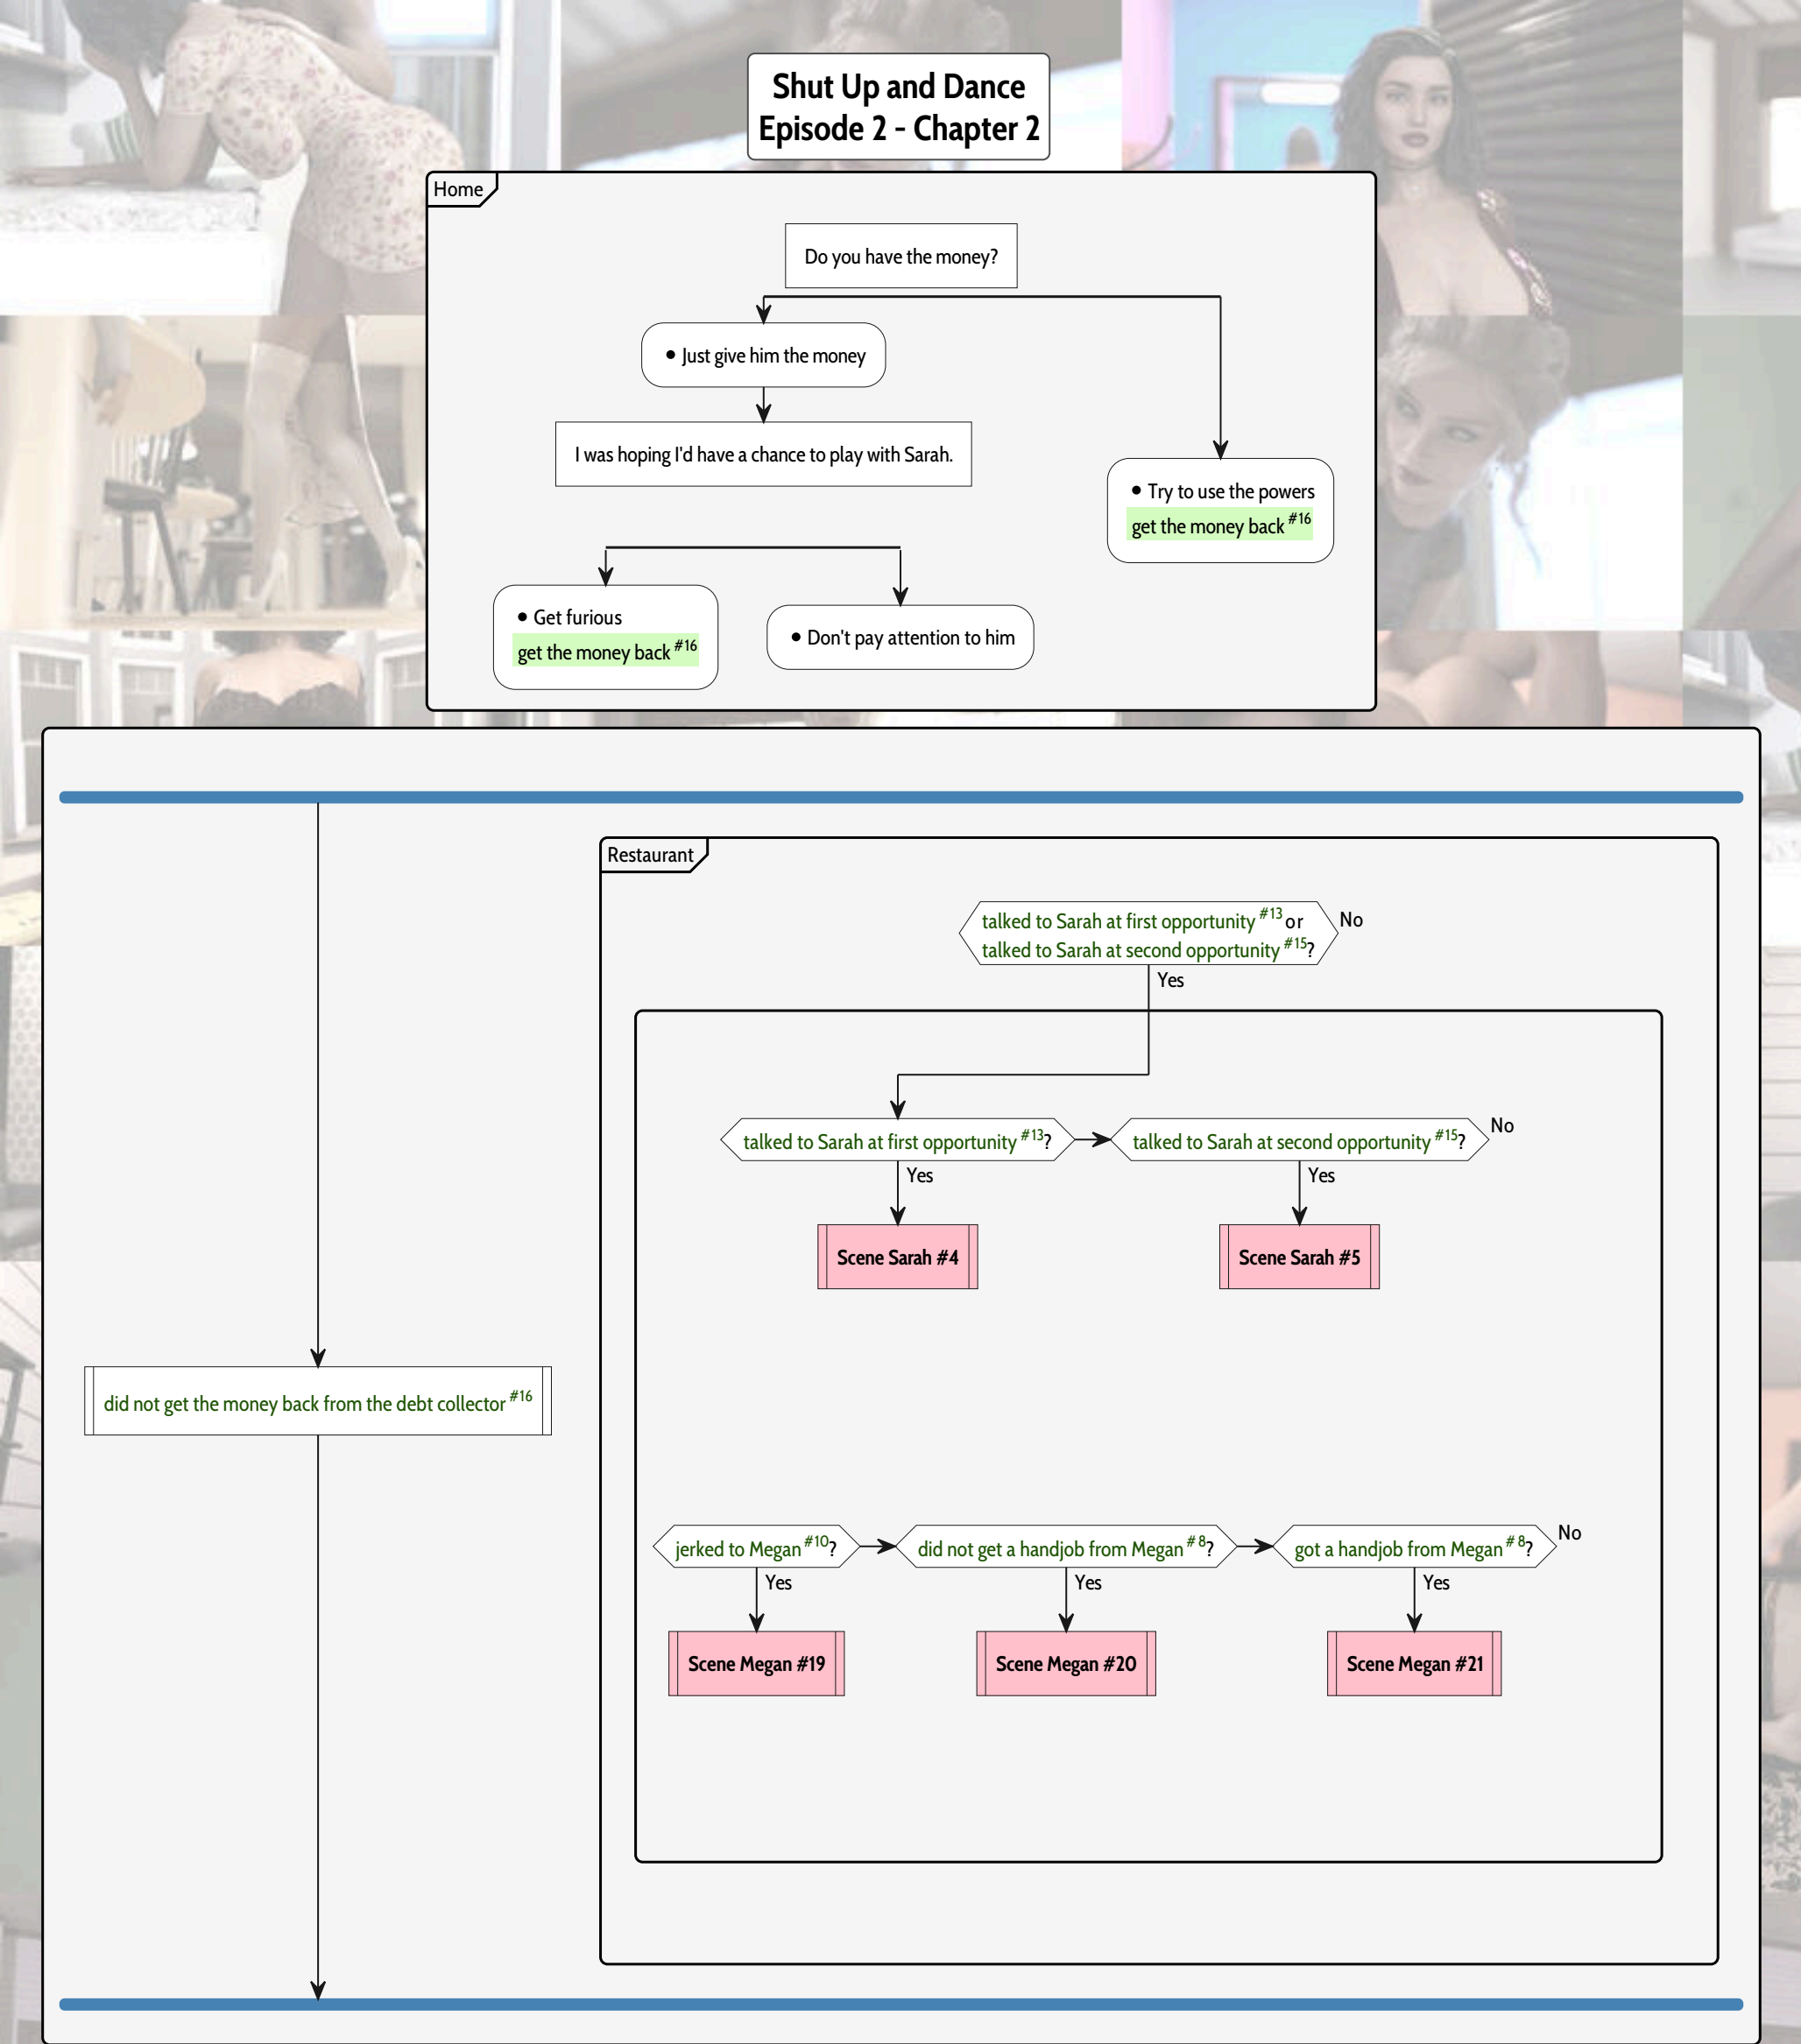 Shut Up and Dance
Episode 2 - Chapter 2
Home
Do you have the money?
• Just give him the money
I was hoping I'd have a chance to play with Sarah.
• Try to use the powers
get the money back #16
• Get furious
get the money back #16
• Don't pay attention to him
Restaurant
talked to Sarah at first opportunity #13 or
talked to Sarah at second opportunity #15?
No
Yes
talked to Sarah at first opportunity #13?
talked to Sarah at second opportunity #15?
No
Yes
Yes
Scene Sarah #4
Scene Sarah #5
did not get the money back from the debt collector #16
jerked to Megan #10?
did not get a handjob from Megan # 8?
got a handjob from Megan # 8?
No
Yes
Yes
Yes
Scene Megan #19
Scene Megan #20
Scene Megan #21